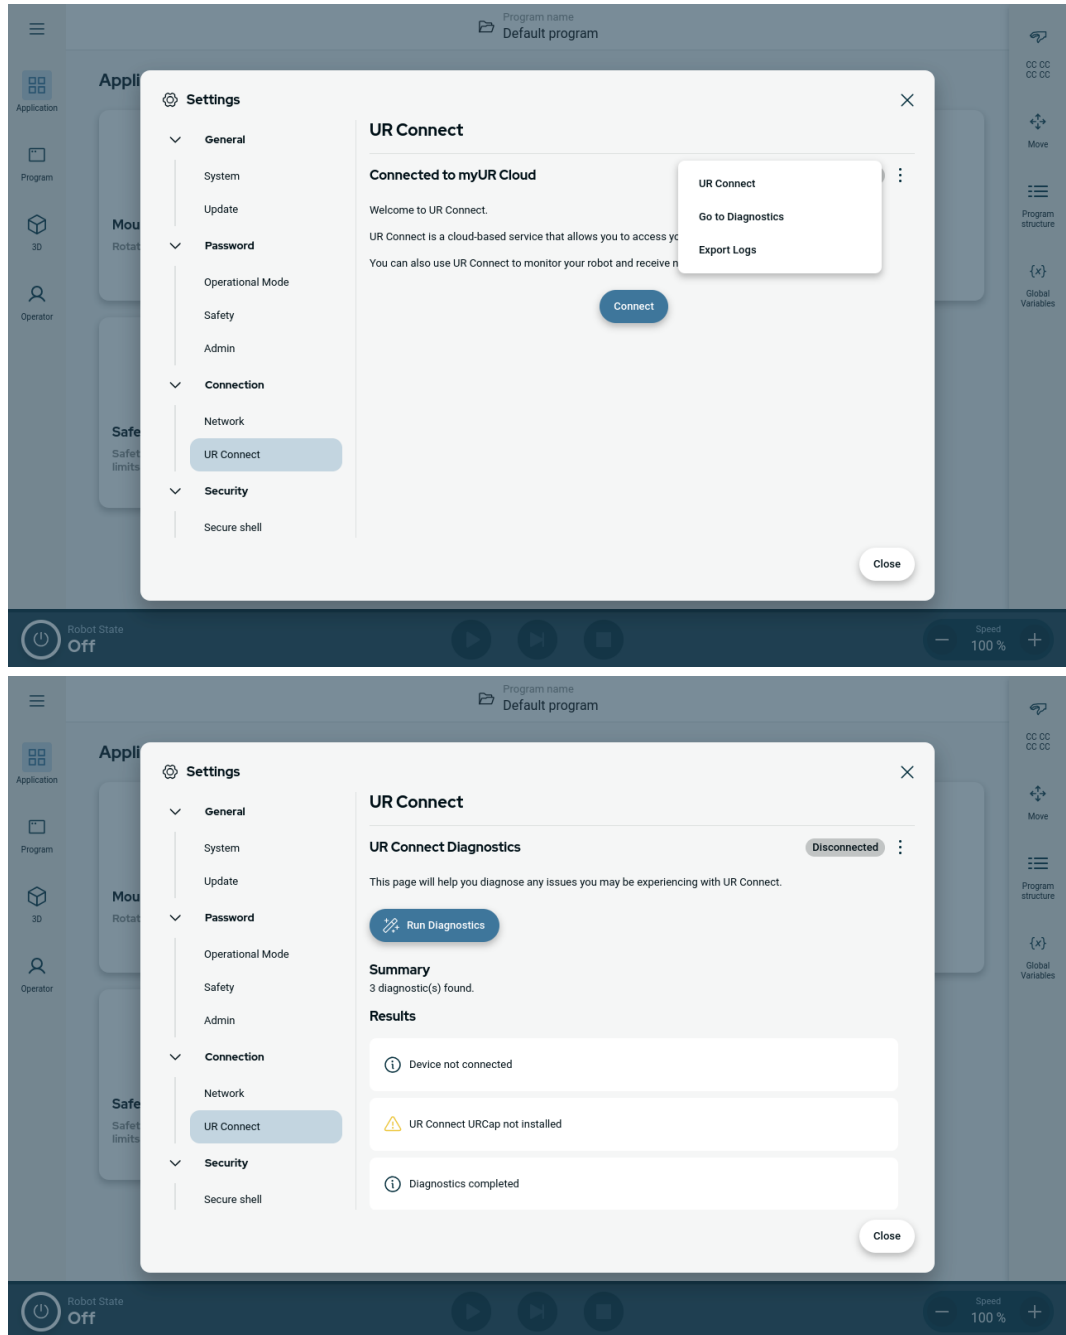 Program name
Default program
Application
Program
3D
Operator
Appli
Mou
Rotat
Safe
Safet
limits
Settings
General
System
Update
Password
Operational Mode
Safety
Admin
Connection
Network
UR Connect
Security
Secure shell
UR Connect
Connected to myUR Cloud
Welcome to UR Connect.
UR Connect is a cloud-based service that allows you to access yo
You can also use UR Connect to monitor your robot and receive n
Connect
UR Connect
Go to Diagnostics
Export Logs
Close
CC CC
CC CC
Move
Program
structure
{x}
Global
Variables
Robot State
Off
Speed
100 %
Program name
Default program
Application
Program
3D
Operator
Appli
Mou
Rotat
Safe
Safet
limits
Settings
General
System
Update
Password
Operational Mode
Safety
Admin
Connection
Network
UR Connect
Security
Secure shell
UR Connect
UR Connect Diagnostics
Disconnected
This page will help you diagnose any issues you may be experiencing with UR Connect.
Run Diagnostics
Summary
3 diagnostic(s) found.
Results
Device not connected
UR Connect URCap not installed
Diagnostics completed
Close
CC CC
CC CC
Move
Program
structure
{x}
Global
Variables
Robot State
Off
Speed
100 %